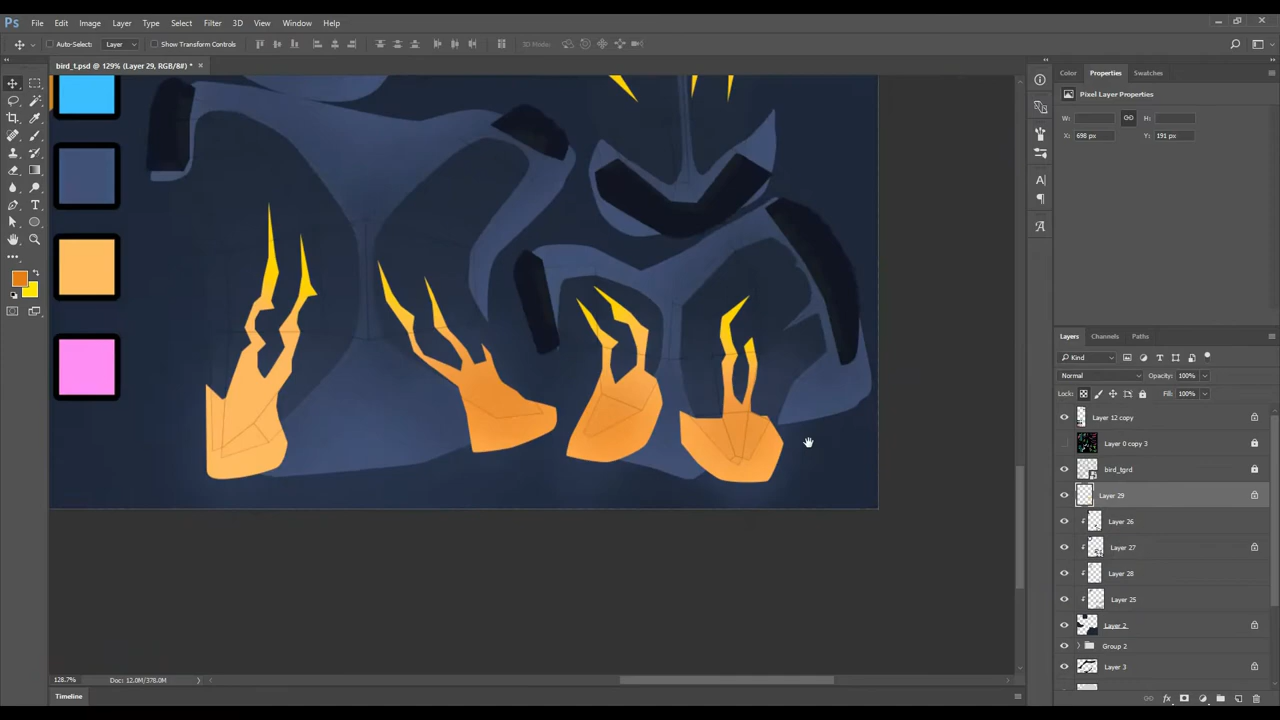 Ps File Edit Image Layer Type Select Filter 3D View Window Help
Auto-Select: Layer Show Transform Controls 3D Mode:
bird_t.psd @ 129% (Layer 29, RGB/8#) * ×
Color Properties Swatches
Pixel Layer Properties
W: H:
X: 698 px Y: 191 px
Layers Channels Paths
Kind
Normal Opacity: 100%
Lock: Fill: 100%
Layer 12 copy
Layer 0 copy 3
bird_tgrd
Layer 29
Layer 26
Layer 27
Layer 28
Layer 25
Layer 2
Group 2
Layer 3
128.7% Doc: 12.0M/378.0M
Timeline